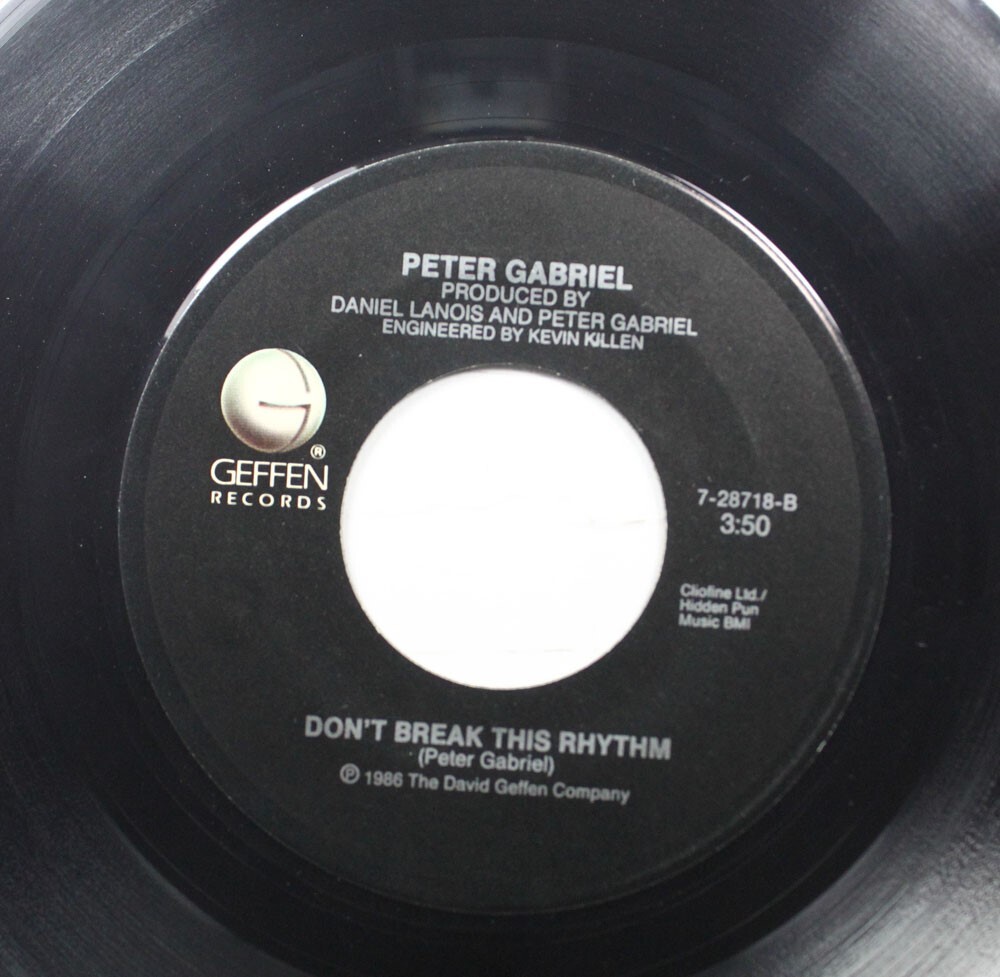 PETER GABRIEL
PRODUCED BY
DANIEL LANOIS AND PETER GABRIEL
ENGINEERED BY KEVIN KILLEN
®
GEFFEN
RECORDS
7-28718-B
3:50
Cliofine Ltd./
Hidden Pun
Music BMI
DON'T BREAK THIS RHYTHM
(Peter Gabriel)
℗ 1986 The David Geffen Company